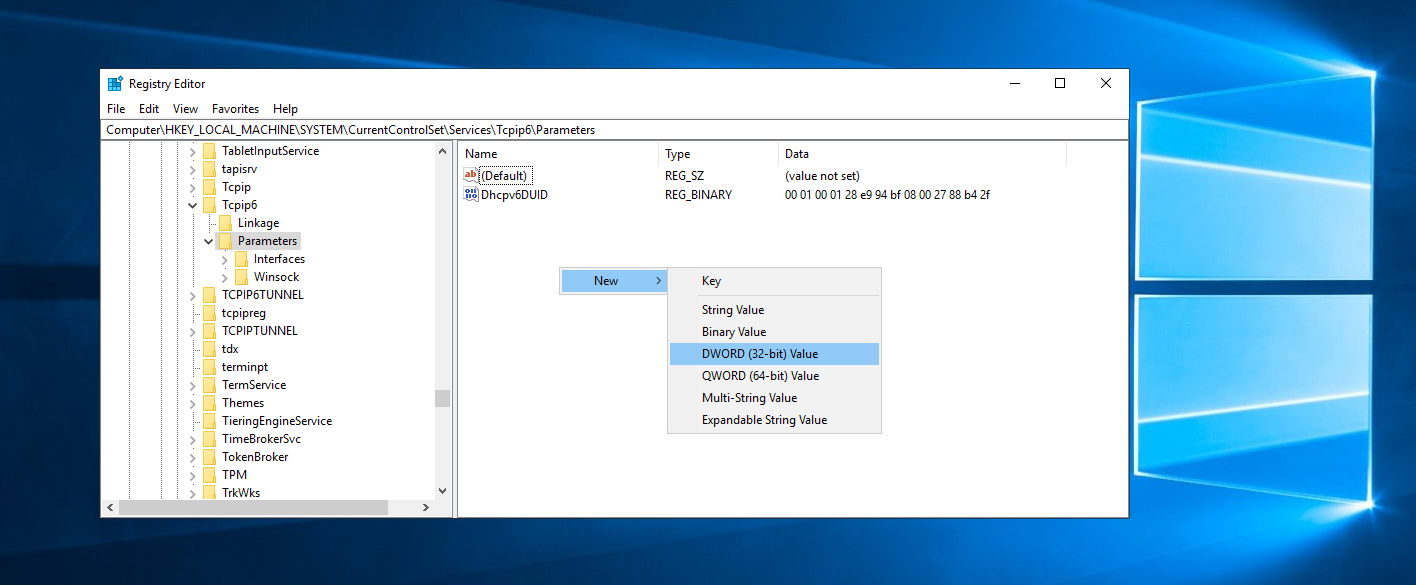 Registry Editor
File Edit View Favorites Help
Computer\HKEY_LOCAL_MACHINE\SYSTEM\CurrentControlSet\Services\Tcpip6\Parameters
TabletInputService
tapisrv
Tcpip
Tcpip6
Linkage
Parameters
Interfaces
Winsock
TCPIP6TUNNEL
tcpipreg
TCPIPTUNNEL
tdx
terminpt
TermService
Themes
TieringEngineService
TimeBrokerSvc
TokenBroker
TPM
TrkWks
Name Type Data
ab (Default) REG_SZ (value not set)
Dhcpv6DUID REG_BINARY 00 01 00 01 28 e9 94 bf 08 00 27 88 b4 2f
New
Key
String Value
Binary Value
DWORD (32-bit) Value
QWORD (64-bit) Value
Multi-String Value
Expandable String Value